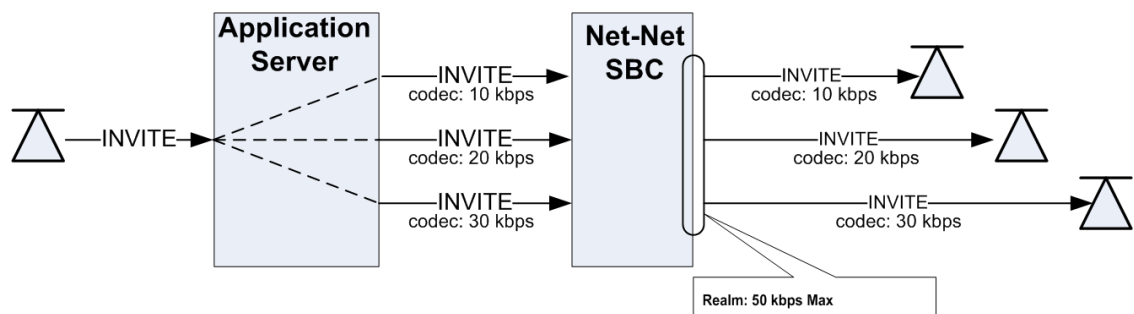 Application
Server
Net-Net
SBC
INVITE
INVITE
codec: 10 kbps
INVITE
codec: 20 kbps
INVITE
codec: 30 kbps
INVITE
codec: 10 kbps
INVITE
codec: 20 kbps
INVITE
codec: 30 kbps
Realm: 50 kbps Max